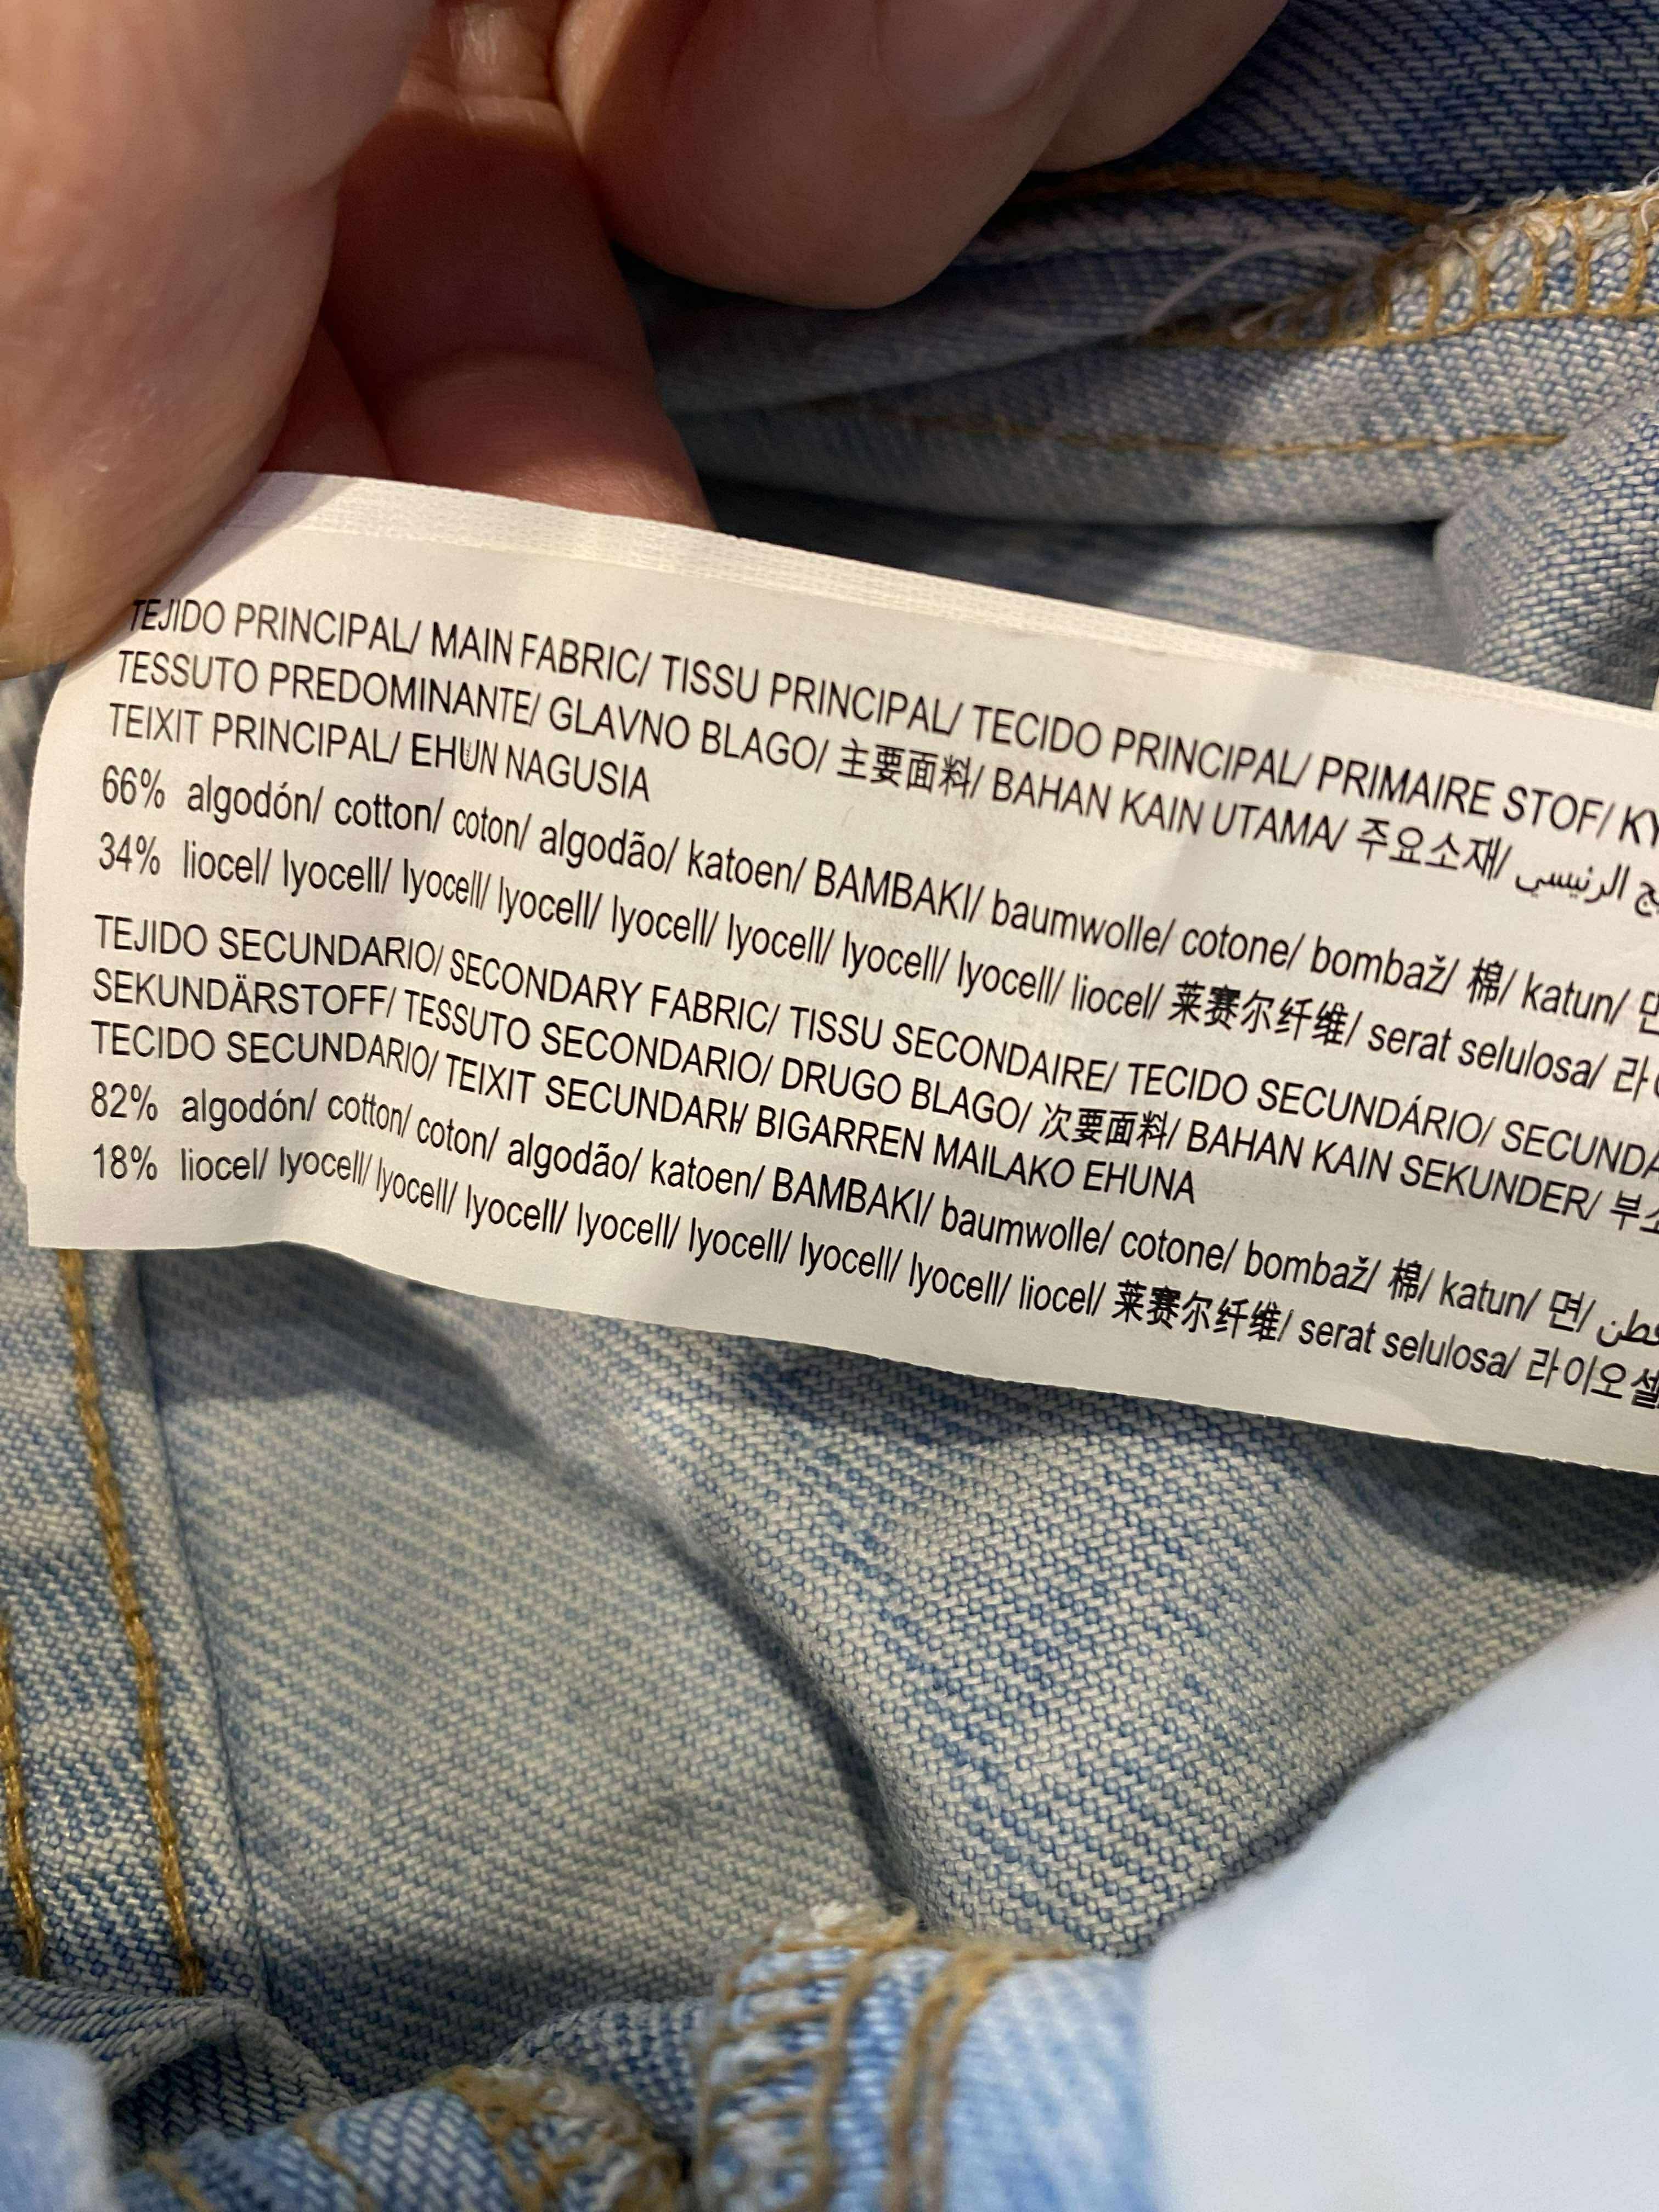 TEJIDO PRINCIPAL/ MAIN FABRIC/ TISSU PRINCIPAL/ TECIDO PRINCIPAL/ PRIMAIRE STOF/
TESSUTO PREDOMINANTE/ GLAVNO BLAGO/ 主要面料/ BAHAN KAIN UTAMA/ 주요소재/ الرئيسي
TEIXIT PRINCIPAL/ EHUN NAGUSIA
66% algodón/ cotton/ coton/ algodão/ katoen/ BAMBAKI/ baumwolle/ cotone/ bombaž/ 棉/ katun/
34% liocel/ lyocell/ lyocell/ lyocell/ lyocell/ lyocell/ lyocell/ lyocell/ liocel/ 莱赛尔纤维/ serat selulosa/
TEJIDO SECUNDARIO/ SECONDARY FABRIC/ TISSU SECONDAIRE/ TECIDO SECUNDÁRIO/
SEKUNDÄRSTOFF/ TESSUTO SECONDARIO/ DRUGO BLAGO/ 次要面料/ BAHAN KAIN SEKUNDER/
TECIDO SECUNDARIO/ TEIXIT SECUNDARI/ BIGARREN MAILAKO EHUNA
82% algodón/ cotton/ coton/ algodão/ katoen/ BAMBAKI/ baumwolle/ cotone/ bombaž/ 棉/ katun/ 면/ قطن
18% liocel/ lyocell/ lyocell/ lyocell/ lyocell/ lyocell/ lyocell/ lyocell/ liocel/ 莱赛尔纤维/ serat selulosa/ 라이오셀